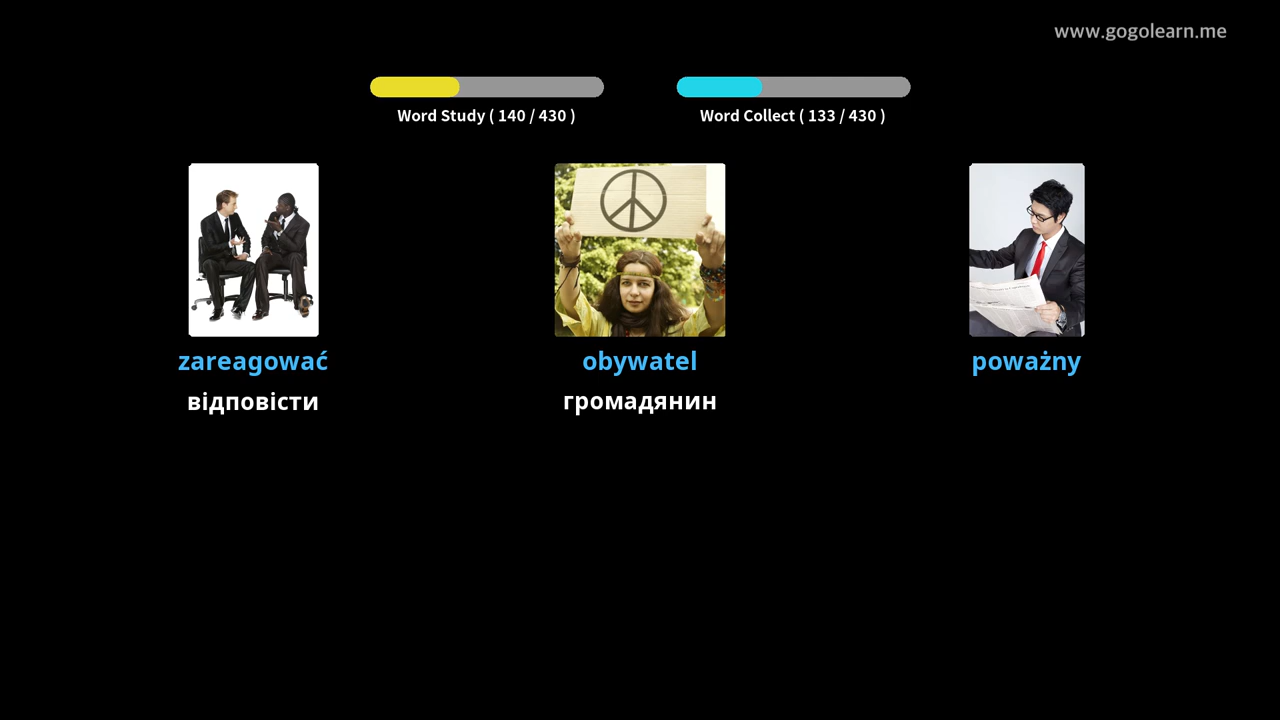 www.gogolearn.me
Word Study ( 140 / 430 )
Word Collect ( 133 / 430 )
zareagować
obywatel
poważny
відповісти
громадянин